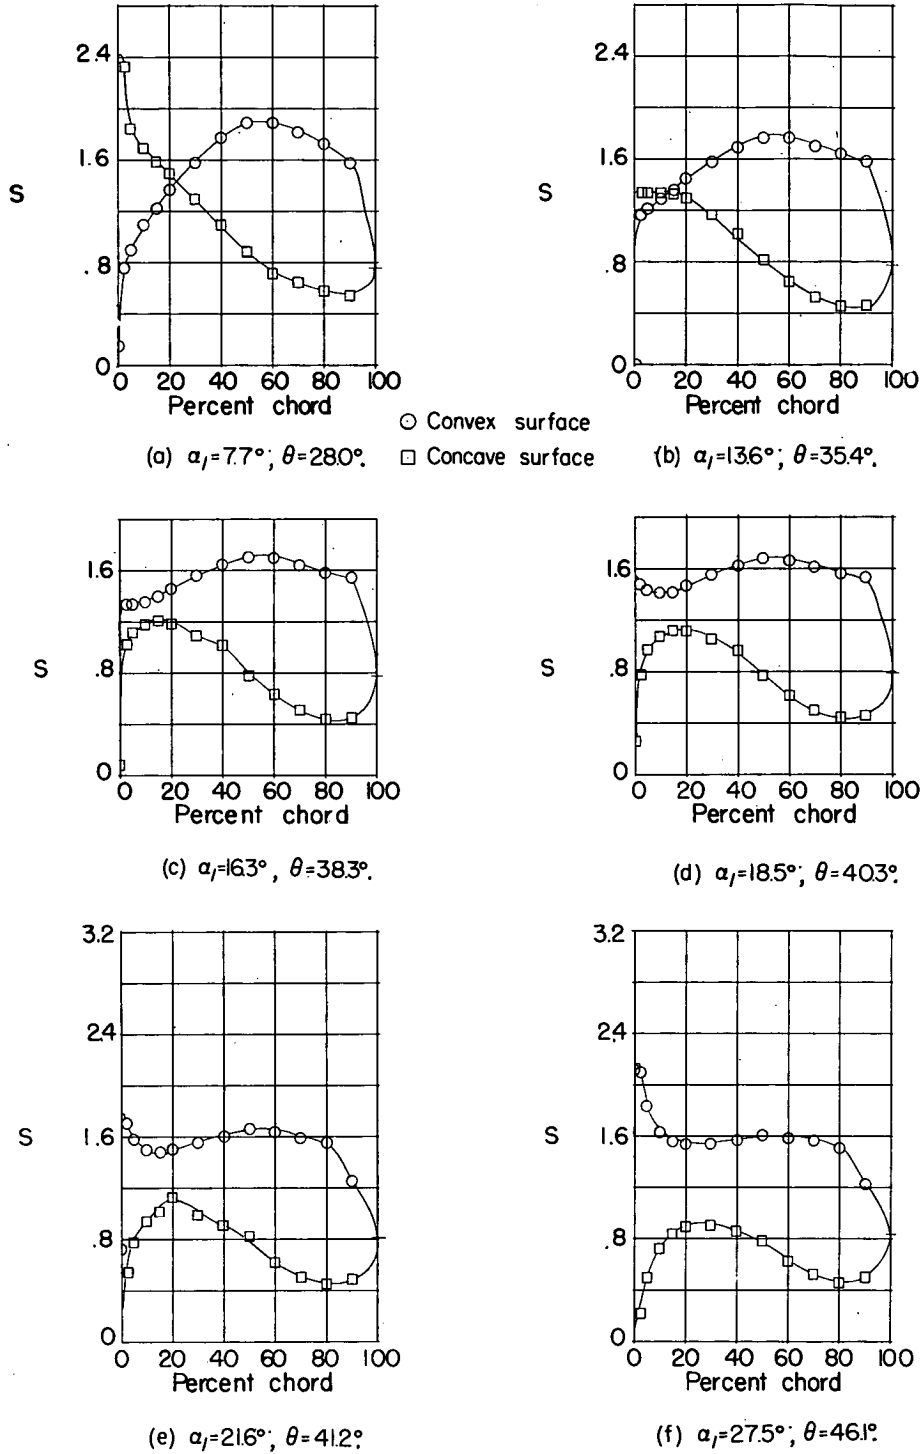 2.4
1.6
S
.8
0
0 20 40 60 80 100
Percent chord
2.4
1.6
S
.8
0
0 20 40 60 80 100
Percent chord
○ Convex surface
□ Concave surface
(a) α₁=7.7°; θ=28.0°.
(b) α₁=13.6°; θ=35.4°.
1.6
S
.8
0
0 20 40 60 80 100
Percent chord
1.6
S
.8
0
0 20 40 60 80 100
Percent chord
(c) α₁=16.3°, θ=38.3°.
(d) α₁=18.5°; θ=40.3°.
3.2
2.4
1.6
S
.8
0
0 20 40 60 80 100
Percent chord
3.2
2.4
1.6
S
.8
0
0 20 40 60 80 100
Percent chord
(e) α₁=21.6°; θ=41.2°.
(f) α₁=27.5°; θ=46.1°.